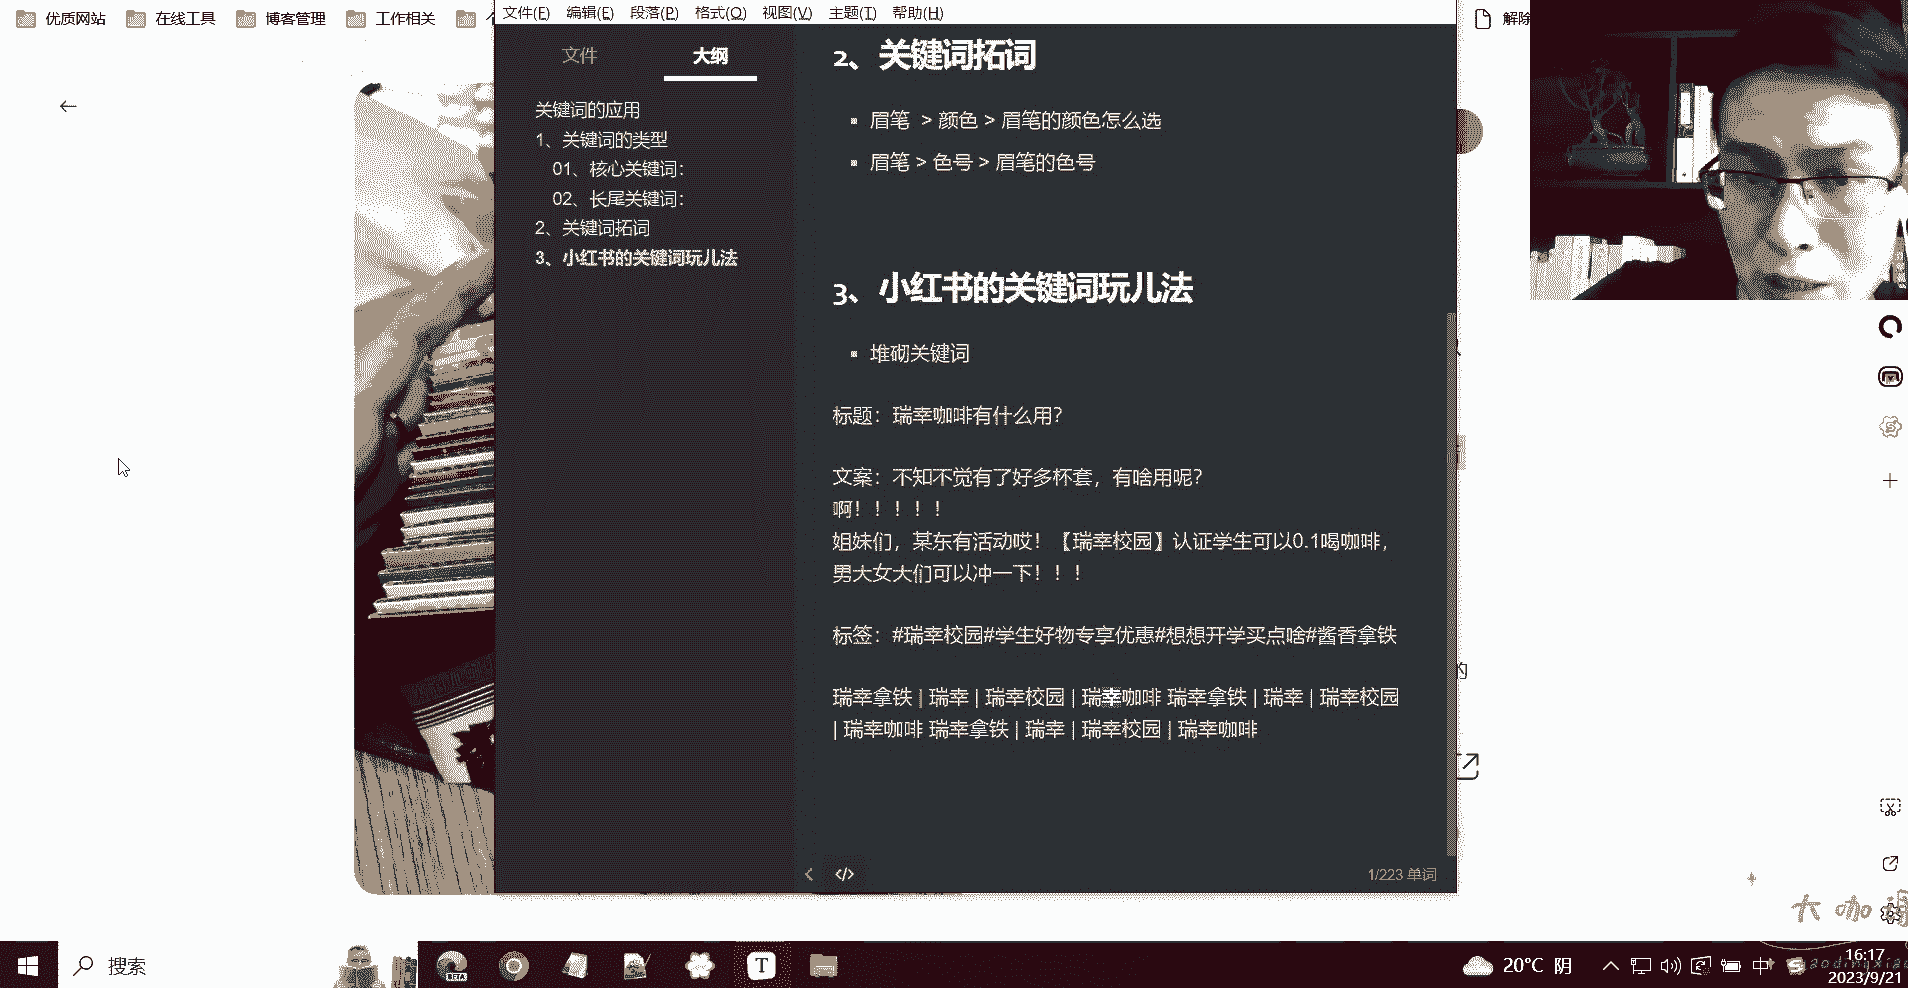 优质网站 在线工具 博客管理 工作相关
文件(F) 编辑(E) 段落(P) 格式(O) 视图(V) 主题(T) 帮助(H)
解除
文件 大纲
关键词的应用
1、关键词的类型
01、核心关键词:
02、长尾关键词:
2、关键词拓词
3、小红书的关键词玩儿法
2、关键词拓词
眉笔 > 颜色 > 眉笔的颜色怎么选
眉笔 > 色号 > 眉笔的色号
3、小红书的关键词玩儿法
堆砌关键词
标题：瑞幸咖啡有什么用？
文案：不知不觉有了好多杯套，有啥用呢？
啊！！！！！
姐妹们，某东有活动哎！【瑞幸校园】认证学生可以0.1喝咖啡，
男大女大们可以冲一下！！！
标签：#瑞幸校园#学生好物专享优惠#想想开学买点啥#酱香拿铁
瑞幸拿铁 | 瑞幸 | 瑞幸校园 | 瑞幸咖啡 瑞幸拿铁 | 瑞幸 | 瑞幸校园
| 瑞幸咖啡 瑞幸拿铁 | 瑞幸 | 瑞幸校园 | 瑞幸咖啡
的
1/223 单词
大咖
搜索
BETA
T
20°C 阴
中
16:17
2023/9/21